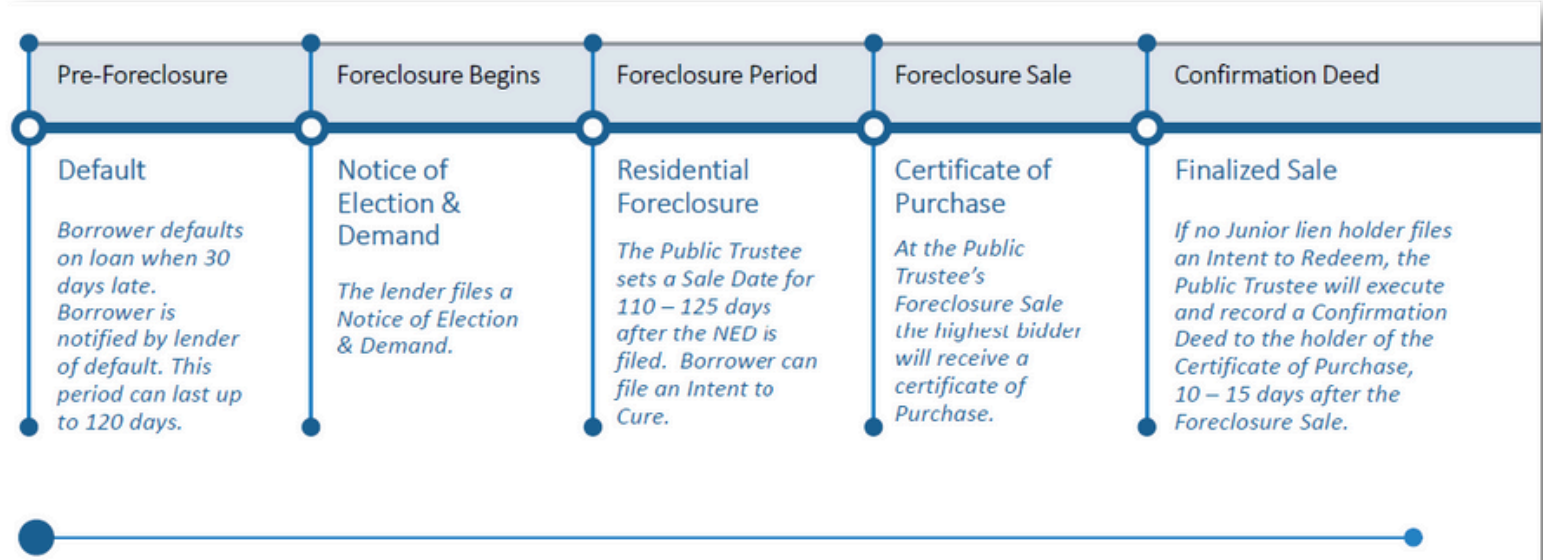 Pre-Foreclosure
Foreclosure Begins
Foreclosure Period
Foreclosure Sale
Confirmation Deed
Default
Borrower defaults
on loan when 30
days late.
Borrower is
notified by lender
of default. This
period can last up
to 120 days.
Notice of
Election &
Demand
The lender files a
Notice of Election
& Demand.
Residential
Foreclosure
The Public Trustee
sets a Sale Date for
110 – 125 days
after the NED is
filed.  Borrower can
file an Intent to
Cure.
Certificate of
Purchase
At the Public
Trustee's
Foreclosure Sale
the highest bidder
will receive a
certificate of
Purchase.
Finalized Sale
If no Junior lien holder files
an Intent to Redeem, the
Public Trustee will execute
and record a Confirmation
Deed to the holder of the
Certificate of Purchase,
10 – 15 days after the
Foreclosure Sale.